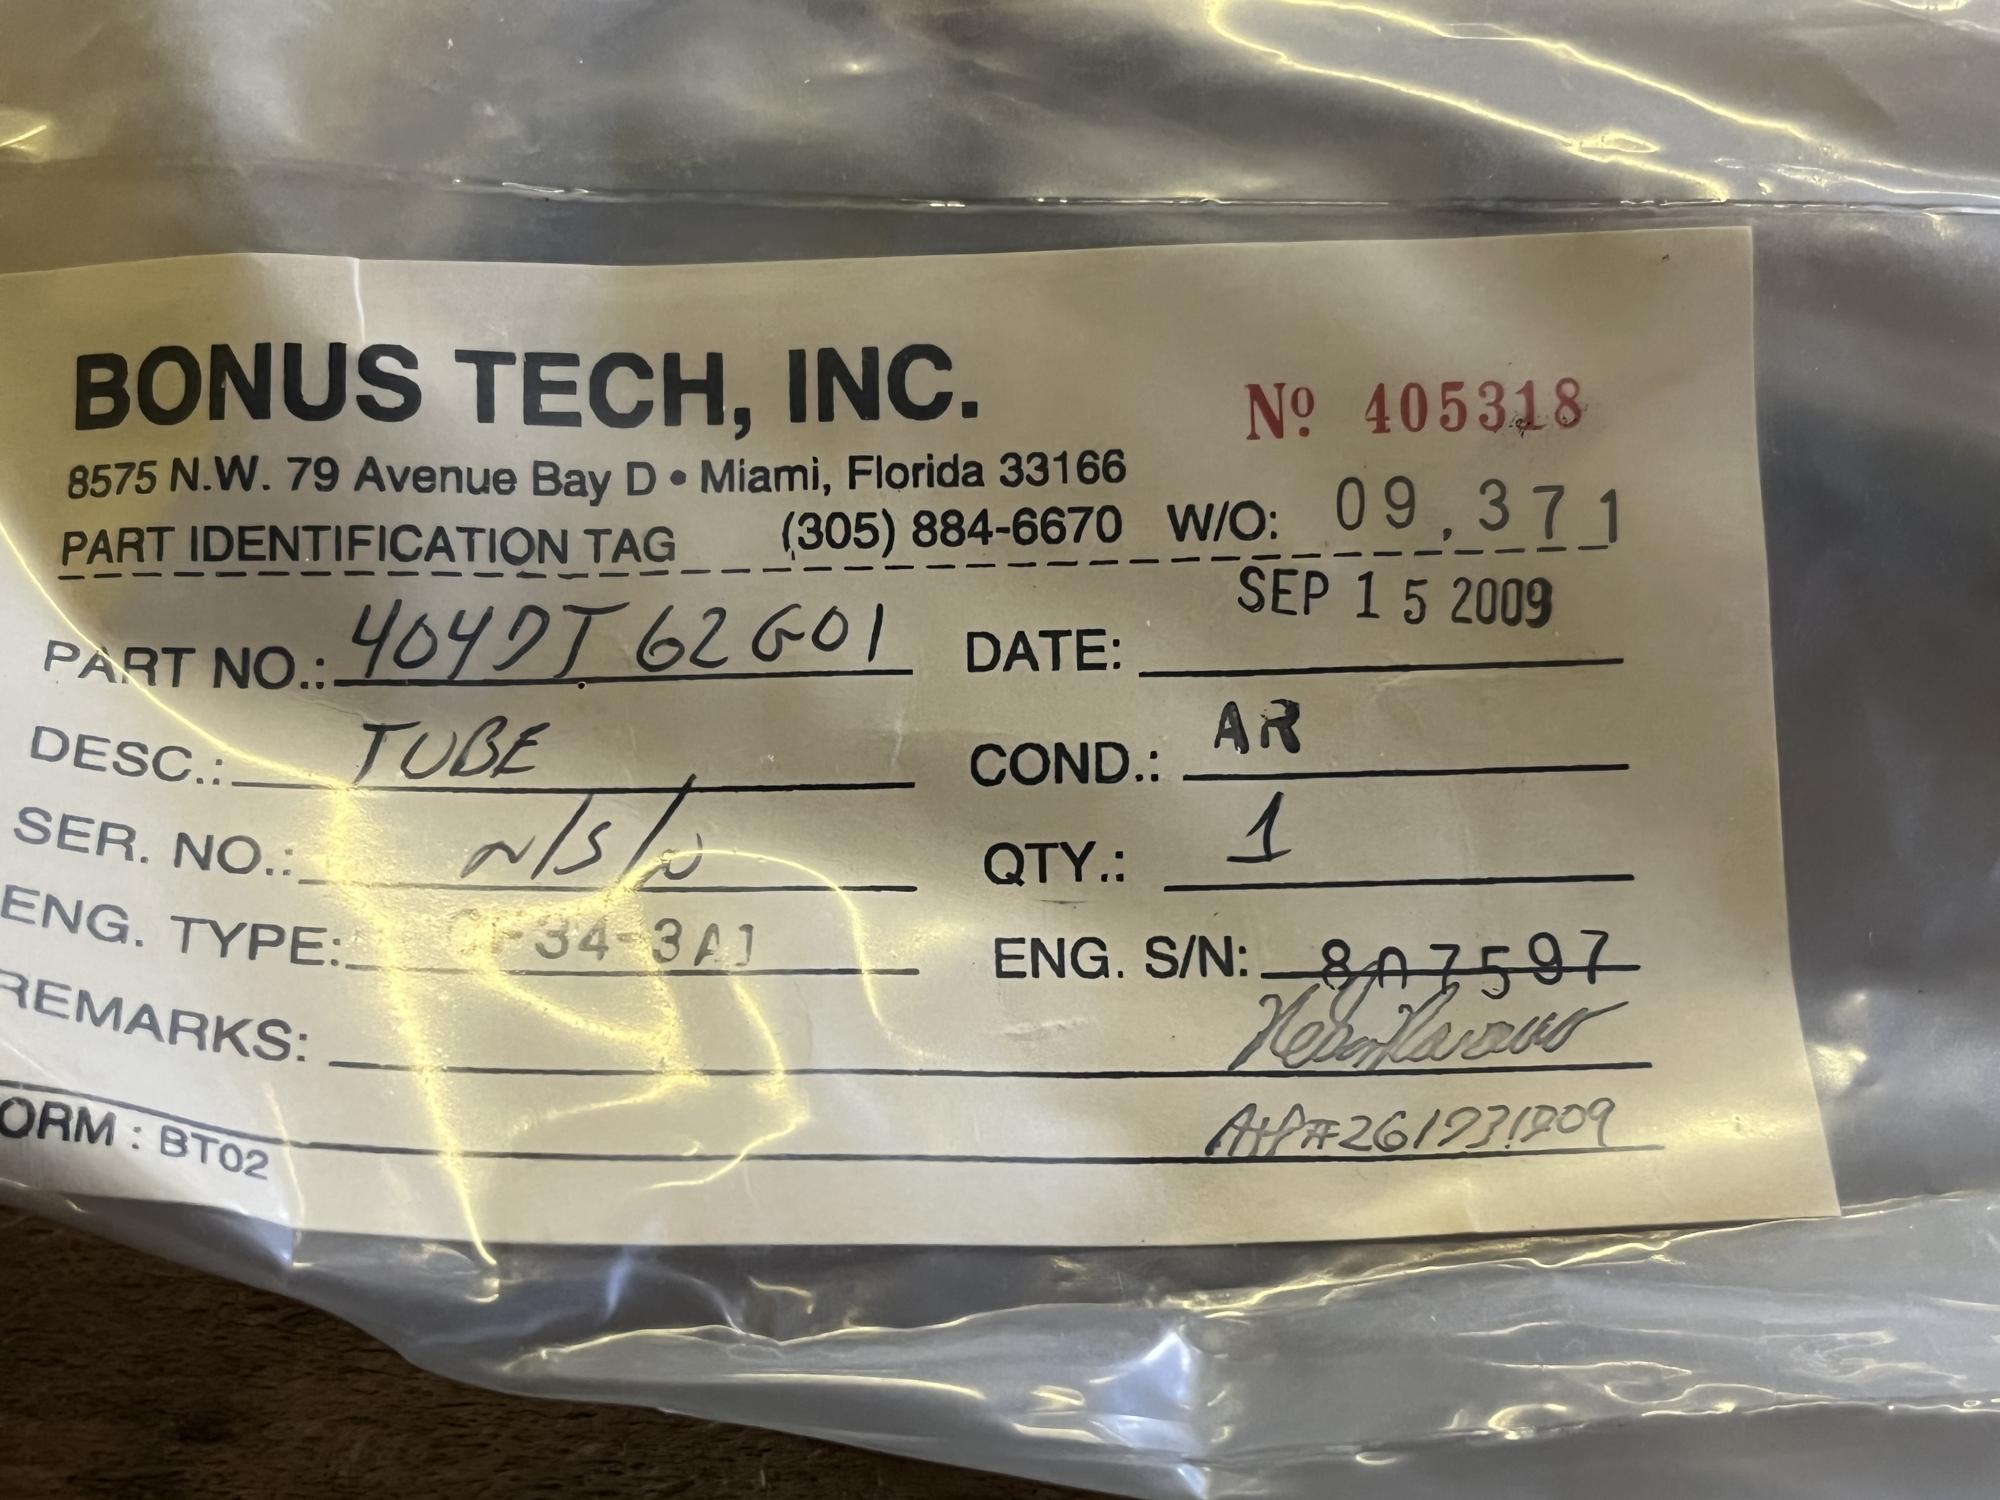 BONUS TECH, INC.
Nº 405318
8575 N.W. 79 Avenue Bay D • Miami, Florida 33166
PART IDENTIFICATION TAG (305) 884-6670 W/O: 09,371
PART NO.: 4047T62G01 DATE: SEP 15 2009
DESC.: TUBE COND.: AR
SER. NO.: N/S/N QTY.: 1
ENG. TYPE: CF34-3A1 ENG. S/N: 807597
REMARKS:
A+P#
ORM : BT02